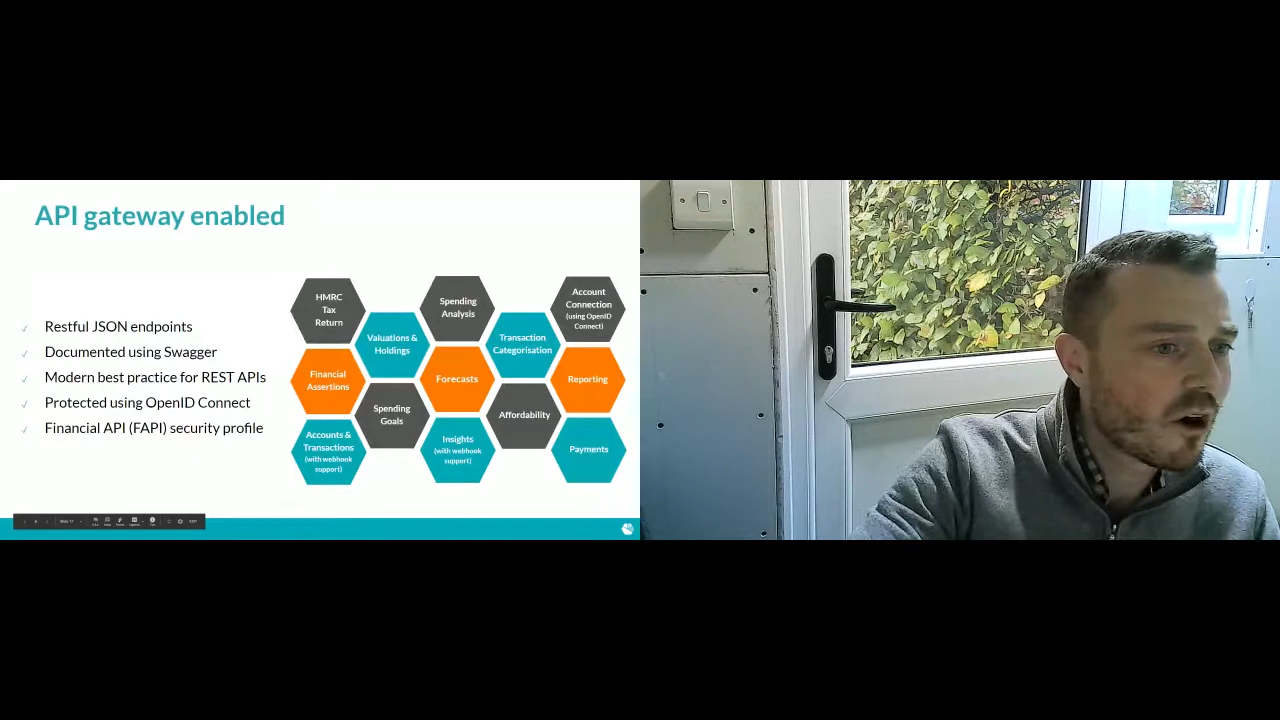 API gateway enabled
Restful JSON endpoints
Documented using Swagger
Modern best practice for REST APIs
Protected using OpenID Connect
Financial API (FAPI) security profile
HMRC
Tax
Return
Spending
Analysis
Account
Connection
(using OpenID
Connect)
Valuations &
Holdings
Transaction
Categorisation
Financial
Assertions
Forecasts
Reporting
Spending
Goals
Affordability
Accounts &
Transactions
(with webhook
support)
Insights
(with webhook
support)
Payments